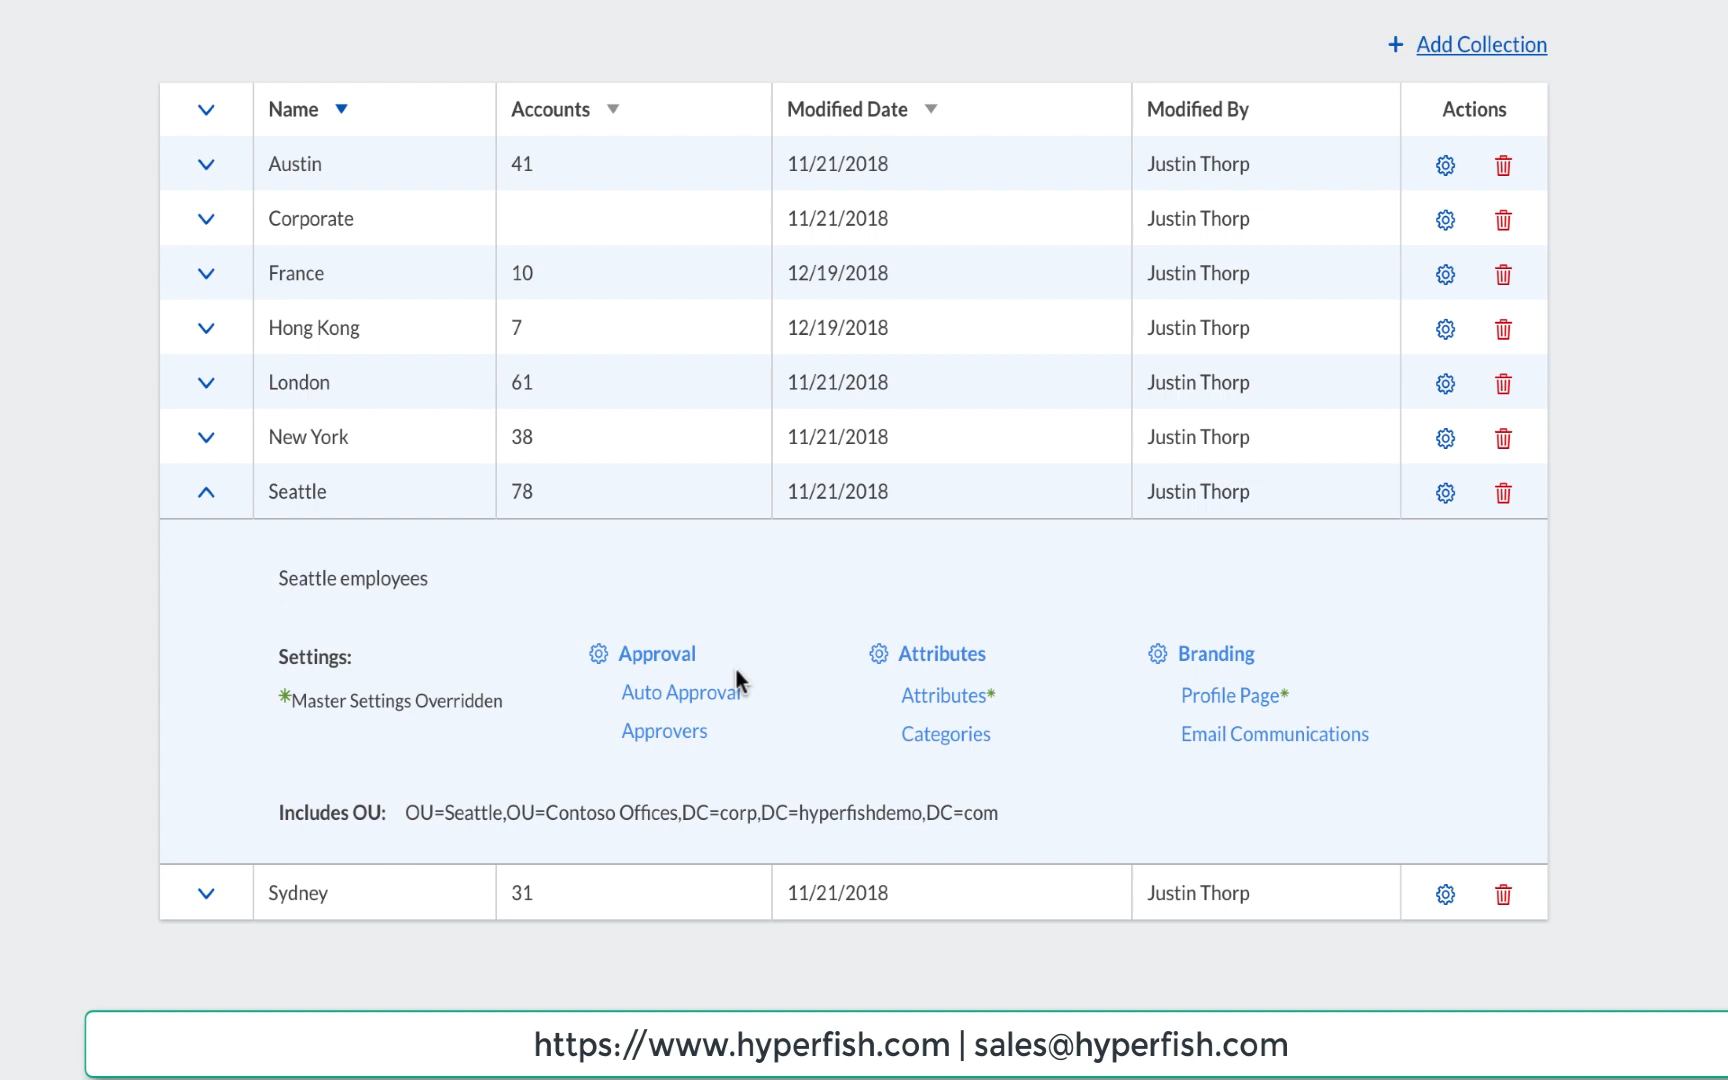 + Add Collection
Name Accounts Modified Date Modified By Actions
Austin 41 11/21/2018 Justin Thorp
Corporate 11/21/2018 Justin Thorp
France 10 12/19/2018 Justin Thorp
Hong Kong 7 12/19/2018 Justin Thorp
London 61 11/21/2018 Justin Thorp
New York 38 11/21/2018 Justin Thorp
Seattle 78 11/21/2018 Justin Thorp
Seattle employees
Settings: Approval Attributes Branding
*Master Settings Overridden Auto Approval Attributes* Profile Page*
Approvers Categories Email Communications
Includes OU: OU=Seattle,OU=Contoso Offices,DC=corp,DC=hyperfishdemo,DC=com
Sydney 31 11/21/2018 Justin Thorp
https://www.hyperfish.com | sales@hyperfish.com